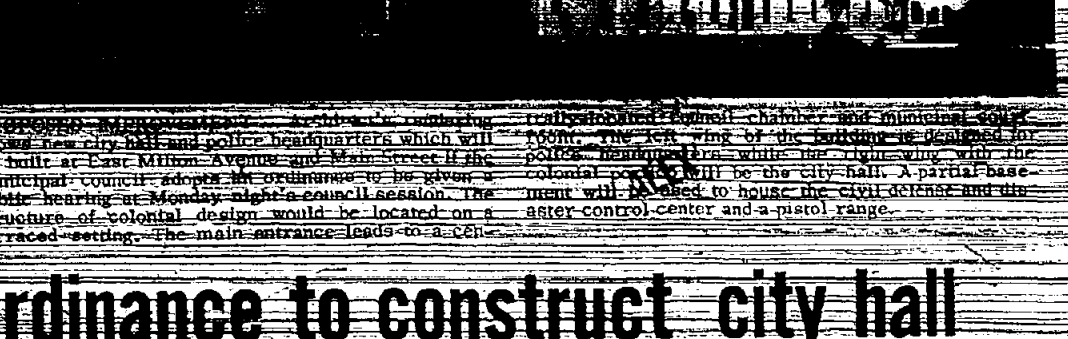 OPOSED IMPROVEMENT - Architect's rendering
ows new city hall and police headquarters which will
built at East Milton Avenue and Main Street if the
nicipal council adopts an ordinance to be given a
blic hearing at Monday night's council session. The
ructure of colonial design would be located on a
rraced setting. The main entrance leads to a cen-
trally located council chamber and municipal court
room. The left wing of the building is designed for
police headquarters while the right wing with the
colonial portico will be the city hall. A partial base-
ment will be used to house the civil defense and dis-
aster control center and a pistol range.
rdinance to construct city hall